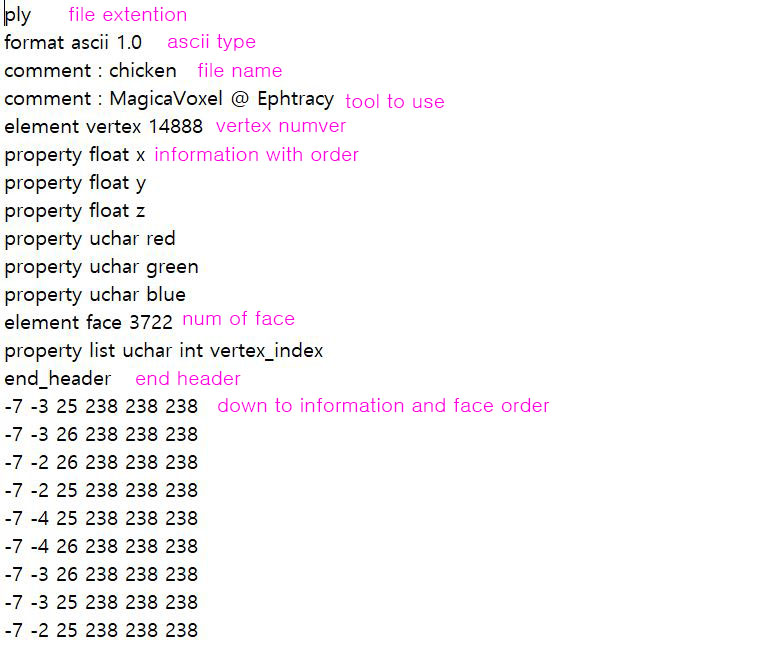 ply file extention
format ascii 1.0 ascii type
comment : chicken file name
comment : MagicaVoxel @ Ephtracy tool to use
element vertex 14888 vertex numver
property float x information with order
property float y
property float z
property uchar red
property uchar green
property uchar blue
element face 3722 num of face
property list uchar int vertex_index
end_header end header
-7 -3 25 238 238 238 down to information and face order
-7 -3 26 238 238 238
-7 -2 26 238 238 238
-7 -2 25 238 238 238
-7 -4 25 238 238 238
-7 -4 26 238 238 238
-7 -3 26 238 238 238
-7 -3 25 238 238 238
-7 -2 25 238 238 238